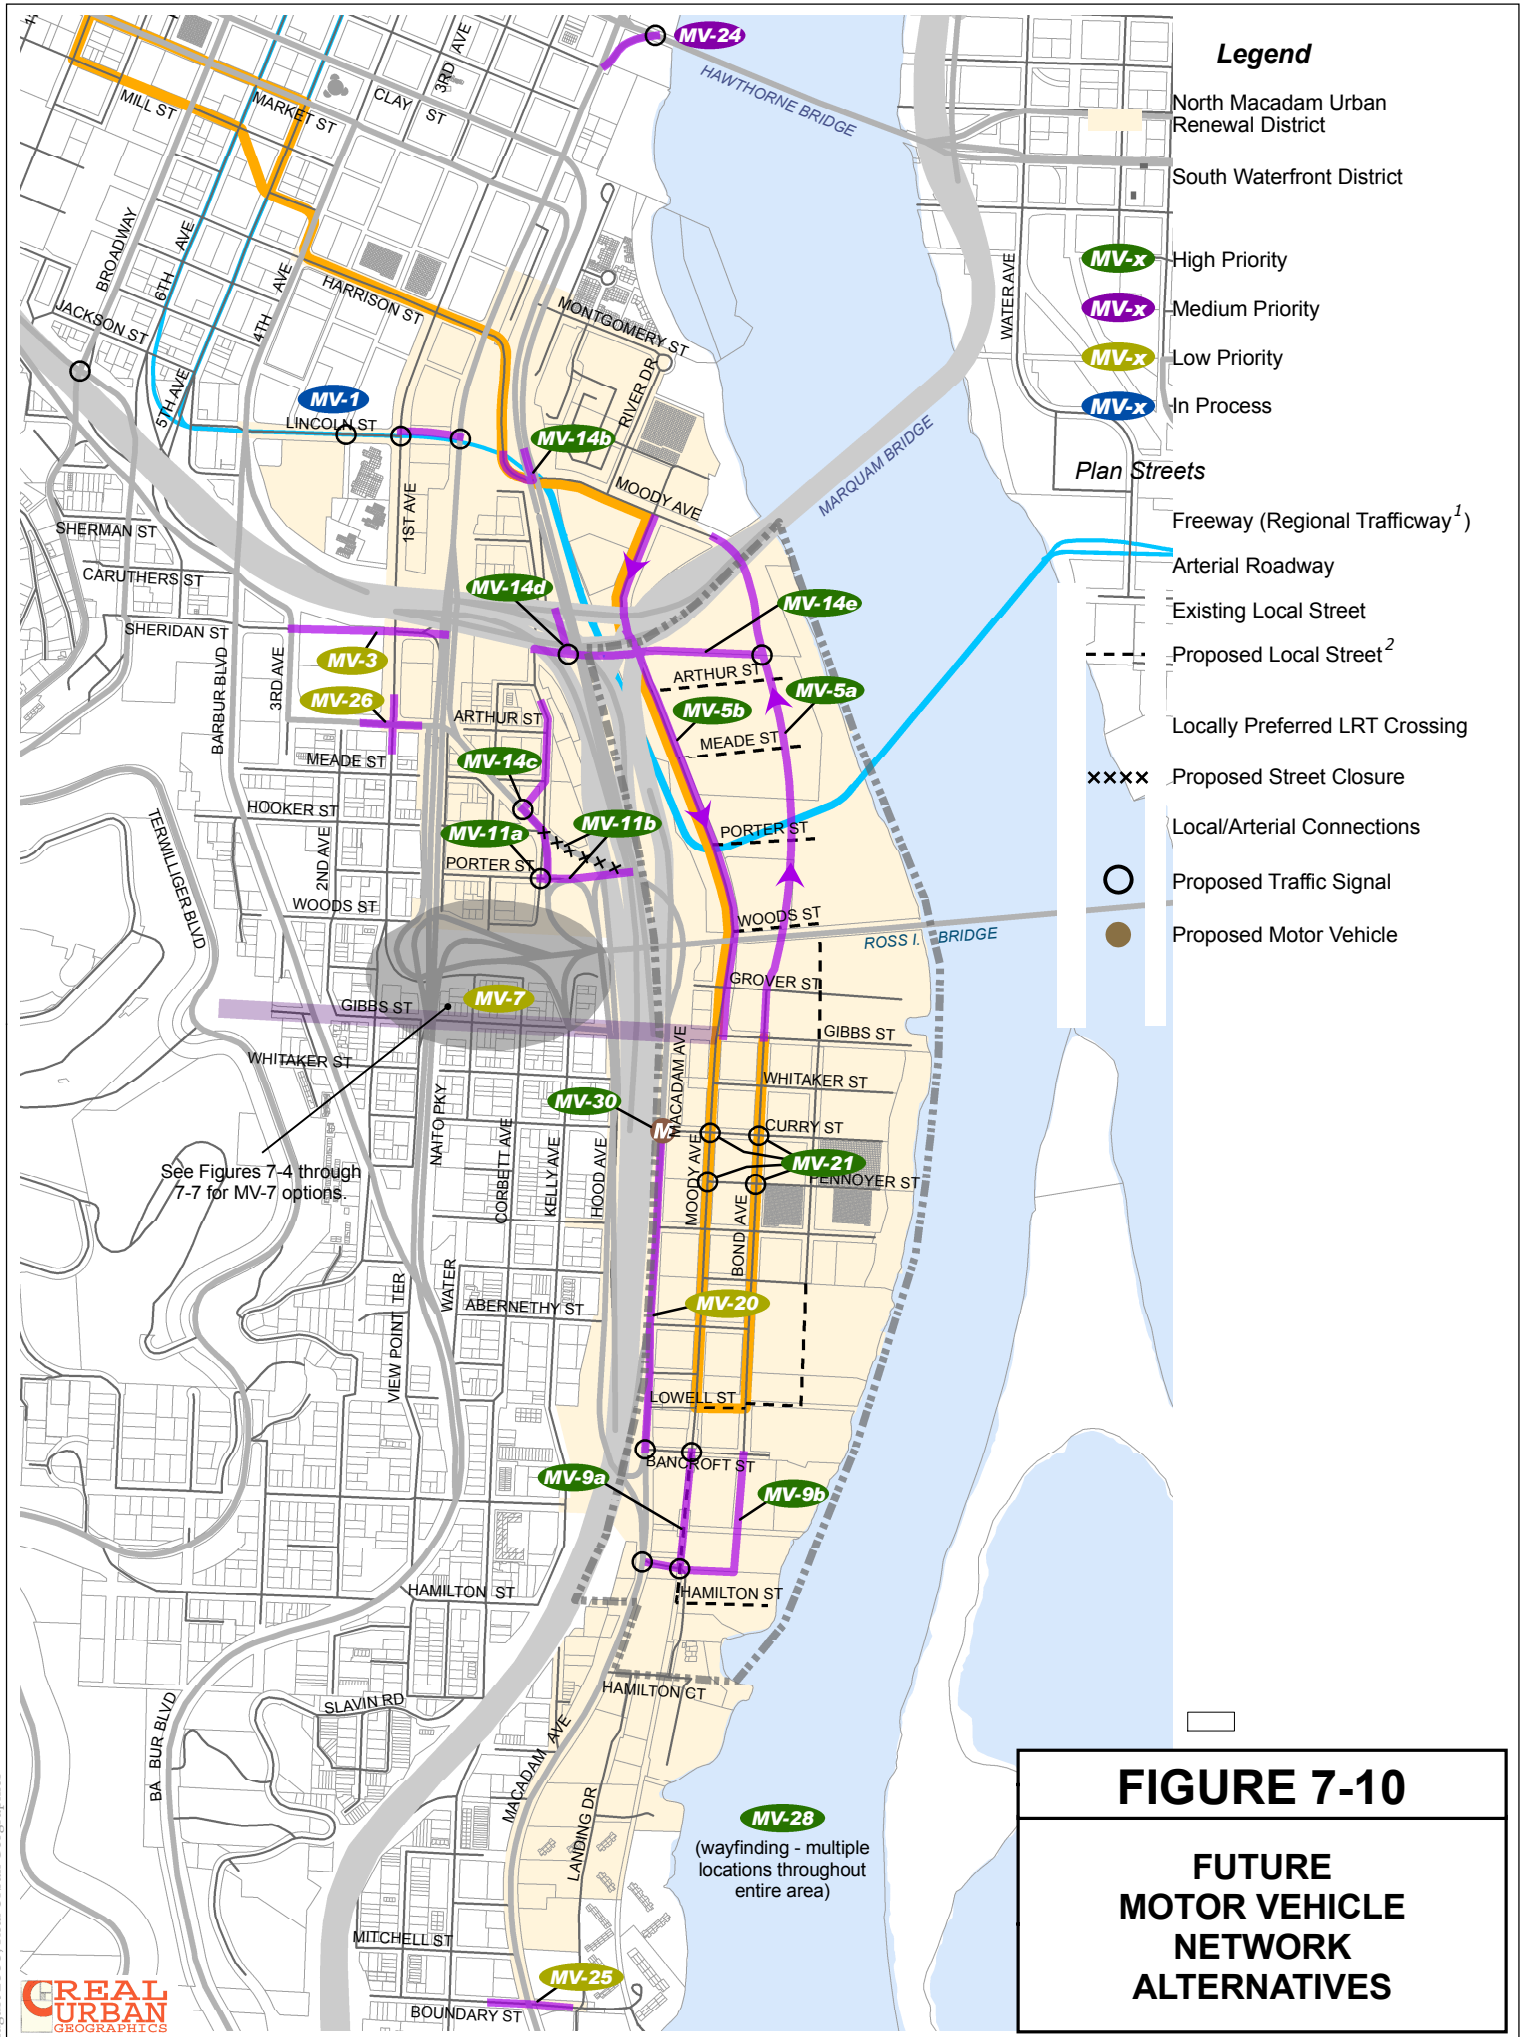 MV-24
HAWTHORNE BRIDGE
3RD AVE
CLAY ST
MARKET ST
MILL ST
BROADWAY
6TH AVE
4TH AVE
HARRISON ST
JACKSON ST
5TH AVE
MONTGOMERY ST
RIVER DR
WATER AVE
MV-1
LINCOLN ST
MV-14b
MARQUAM BRIDGE
MOODY AVE
1ST AVE
SHERMAN ST
CARUTHERS ST
SHERIDAN ST
MV-14d
MV-14e
MV-3
BARBUR BLVD
3RD AVE
MV-26
ARTHUR ST
ARTHUR ST
MV-5a
MV-5b
MEADE ST
MEADE ST
MV-14c
HOOKER ST
MV-11a
MV-11b
PORTER ST
PORTER ST
TERWILLIGER BLVD
2ND AVE
WOODS ST
WOODS ST
ROSS I. BRIDGE
GROVER ST
MV-7
GIBBS ST
GIBBS ST
WHITAKER ST
WHITAKER ST
MACADAM AVE
MV-30
M
CURRY ST
MV-21
PENNOYER ST
See Figures 7-4 through
7-7 for MV-7 options.
NAITO PKY
CORBETT AVE
KELLY AVE
HOOD AVE
MOODY AVE
BOND AVE
VIEW POINT TER
WATER
ABERNETHY ST
MV-20
LOWELL ST
BANCROFT ST
MV-9a
MV-9b
HAMILTON ST
HAMILTON ST
HAMILTON CT
SLAVIN RD
BA BUR BLVD
MACADAM AVE
LANDING DR
MV-28
(wayfinding - multiple
locations throughout
entire area)
MITCHELL ST
MV-25
BOUNDARY ST
REAL
URBAN
GEOGRAPHICS
Legend
North Macadam Urban
Renewal District
South Waterfront District
MV-x High Priority
MV-x Medium Priority
MV-x Low Priority
MV-x In Process
Plan Streets
Freeway (Regional Trafficway1)
Arterial Roadway
Existing Local Street
Proposed Local Street2
Locally Preferred LRT Crossing
Proposed Street Closure
Local/Arterial Connections
Proposed Traffic Signal
Proposed Motor Vehicle
FIGURE 7-10
FUTURE
MOTOR VEHICLE
NETWORK
ALTERNATIVES